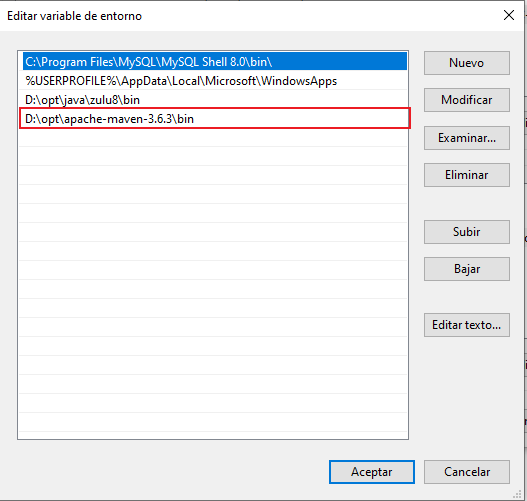 Editar variable de entorno
C:\Program Files\MySQL\MySQL Shell 8.0\bin\
%USERPROFILE%\AppData\Local\Microsoft\WindowsApps
D:\opt\java\zulu8\bin
D:\opt\apache-maven-3.6.3\bin
Nuevo
Modificar
Examinar...
Eliminar
Subir
Bajar
Editar texto...
Aceptar
Cancelar